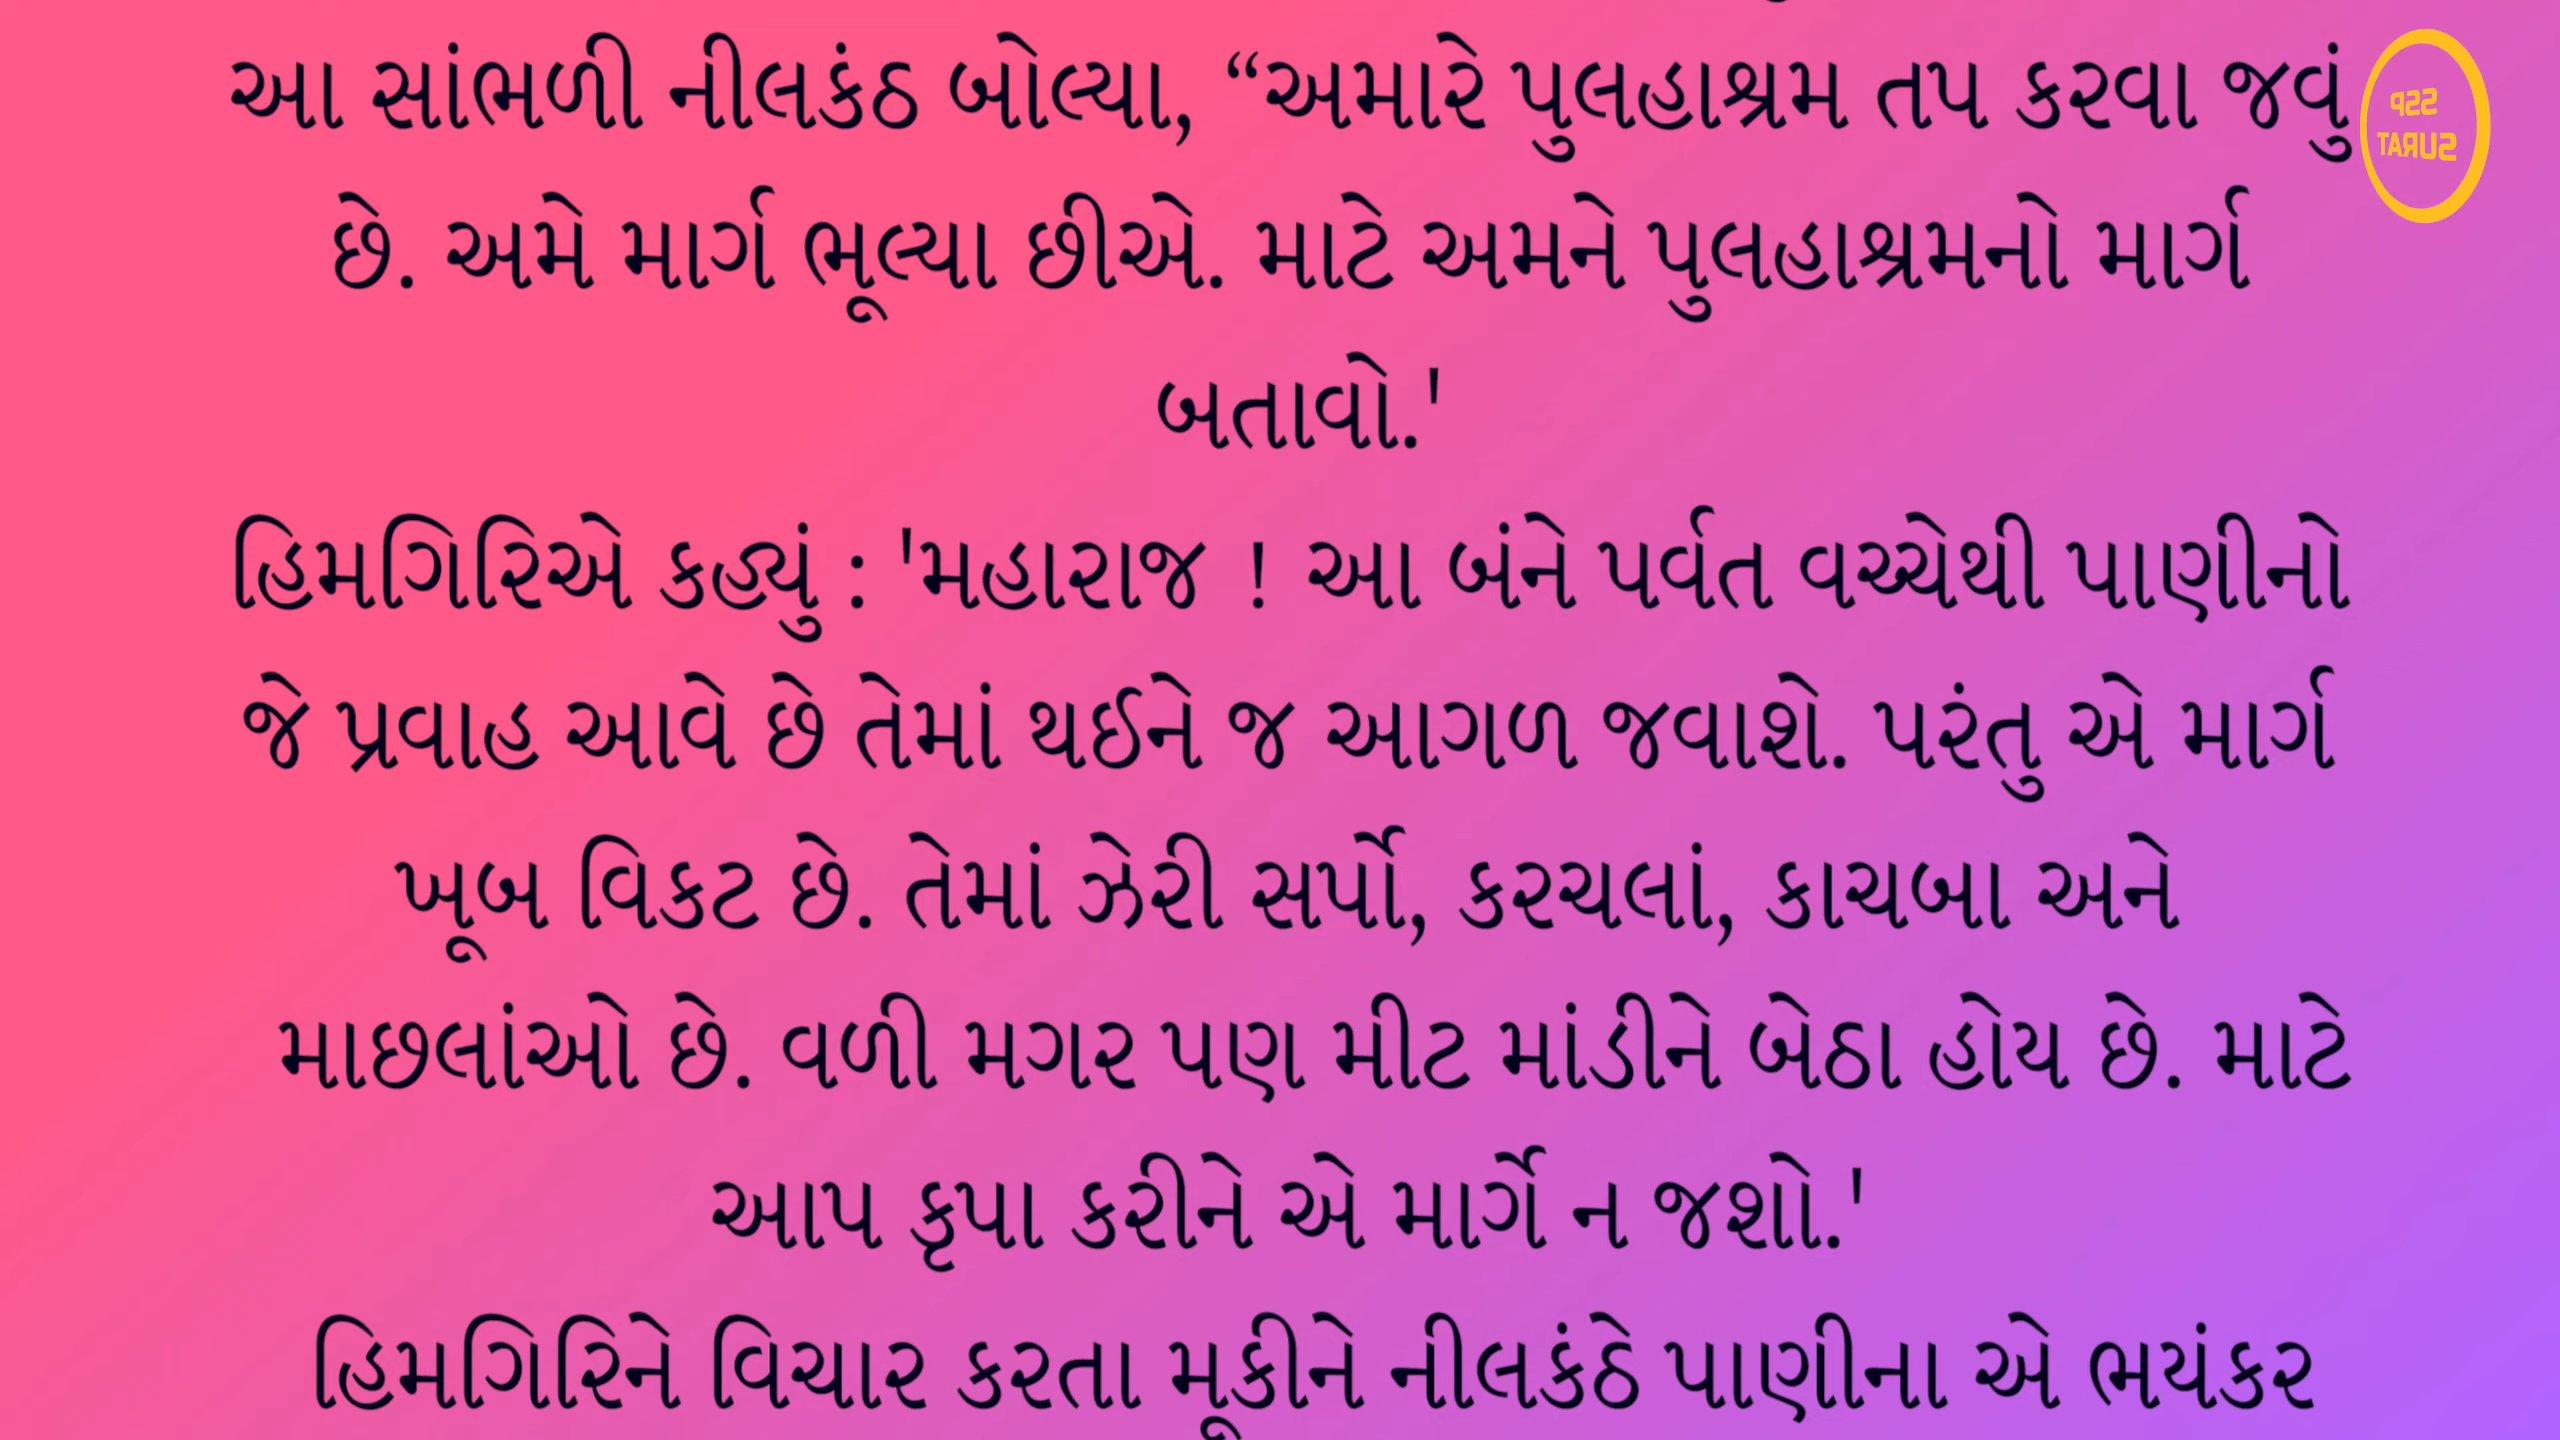 આ સાંભળી નીલકંઠ બોલ્યા, “અમારે પુલહાશ્રમ તપ કરવા જવું
છે. અમે માર્ગ ભૂલ્યા છીએ. માટે અમને પુલહાશ્રમનો માર્ગ
બતાવો.'
હિમગિરિએ કહ્યું : 'મહારાજ ! આ બંને પર્વત વચ્ચેથી પાણીનો
જે પ્રવાહ આવે છે તેમાં થઈને જ આગળ જવાશે. પરંતુ એ માર્ગ
ખૂબ વિકટ છે. તેમાં ઝેરી સર્પો, કરચલાં, કાચબા અને
માછલાંઓ છે. વળી મગર પણ મીટ માંડીને બેઠા હોય છે. માટે
આપ કૃપા કરીને એ માર્ગે ન જશો.'
હિમગિરિને વિચાર કરતા મૂકીને નીલકંઠે પાણીના એ ભયંકર
SSP
SURAT